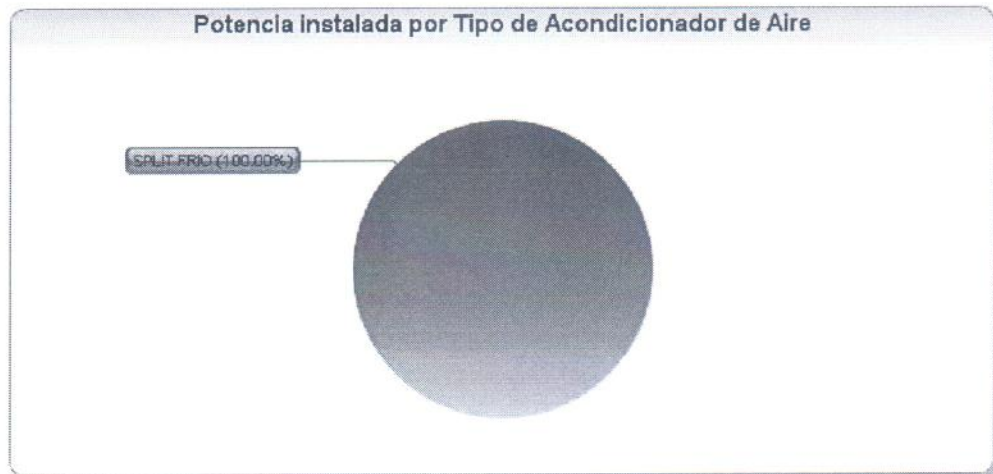 Potencia instalada por Tipo de Acondicionador de Aire
SPLIT FRIO (100.00%)